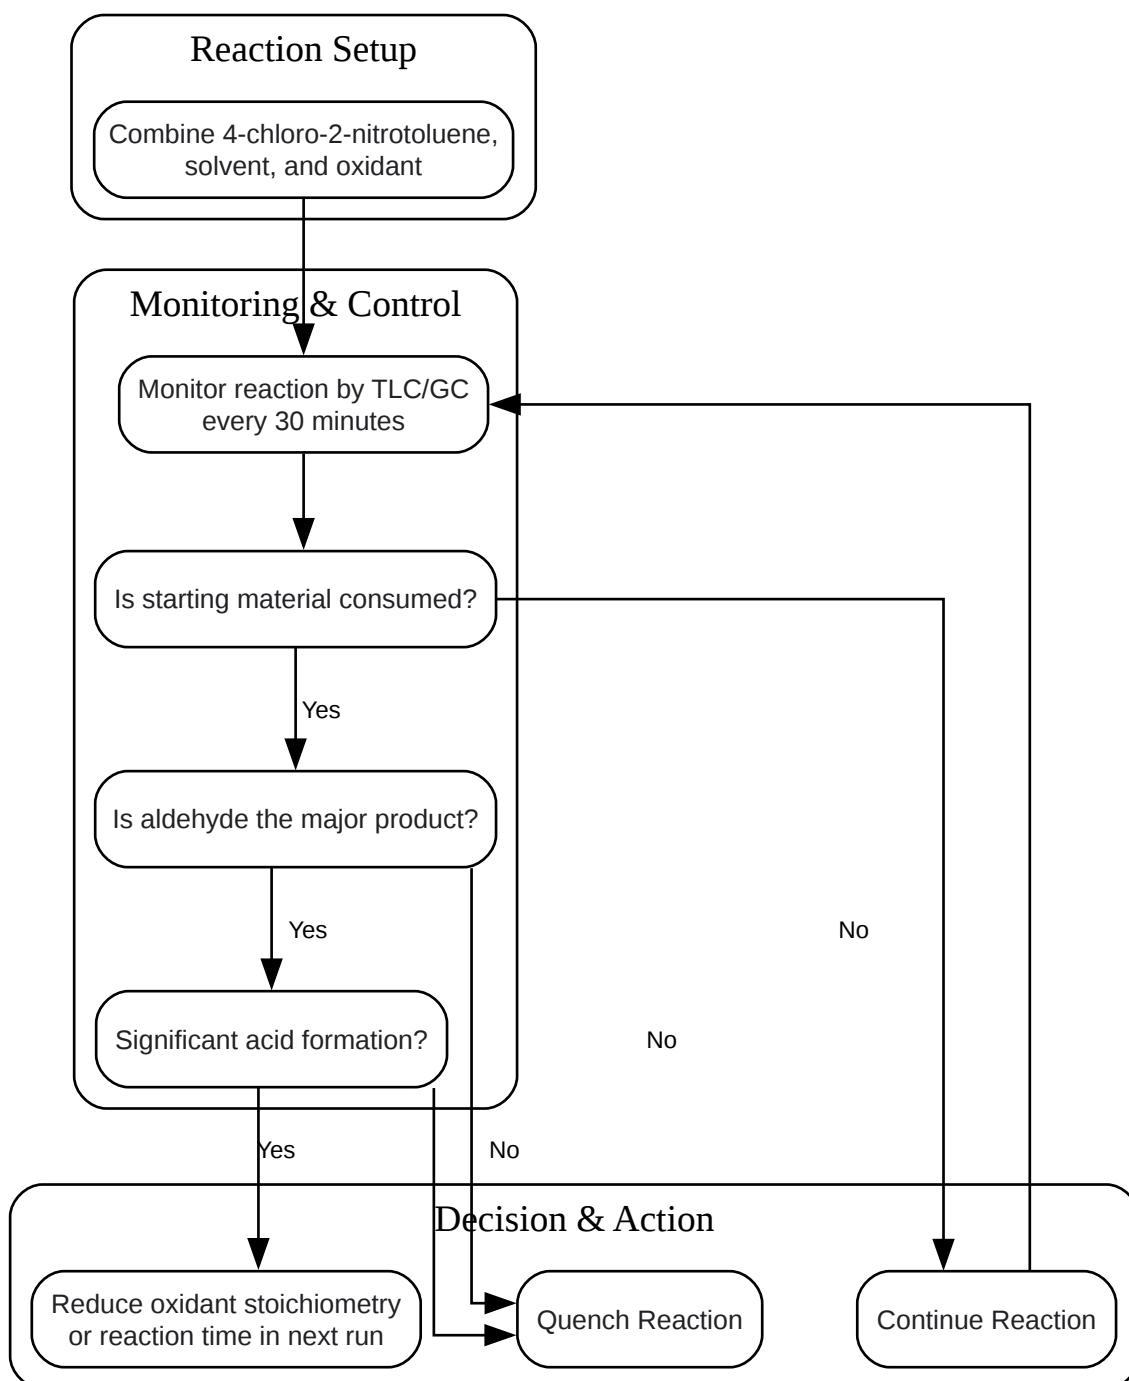 Reaction Setup
Combine 4-chloro-2-nitrotoluene,
solvent, and oxidant
Monitoring & Control
Monitor reaction by TLC/GC
every 30 minutes
Is starting material consumed?
Yes
Is aldehyde the major product?
Yes
No
Significant acid formation?
No
Yes
No
Decision & Action
Reduce oxidant stoichiometry
or reaction time in next run
Quench Reaction
Continue Reaction